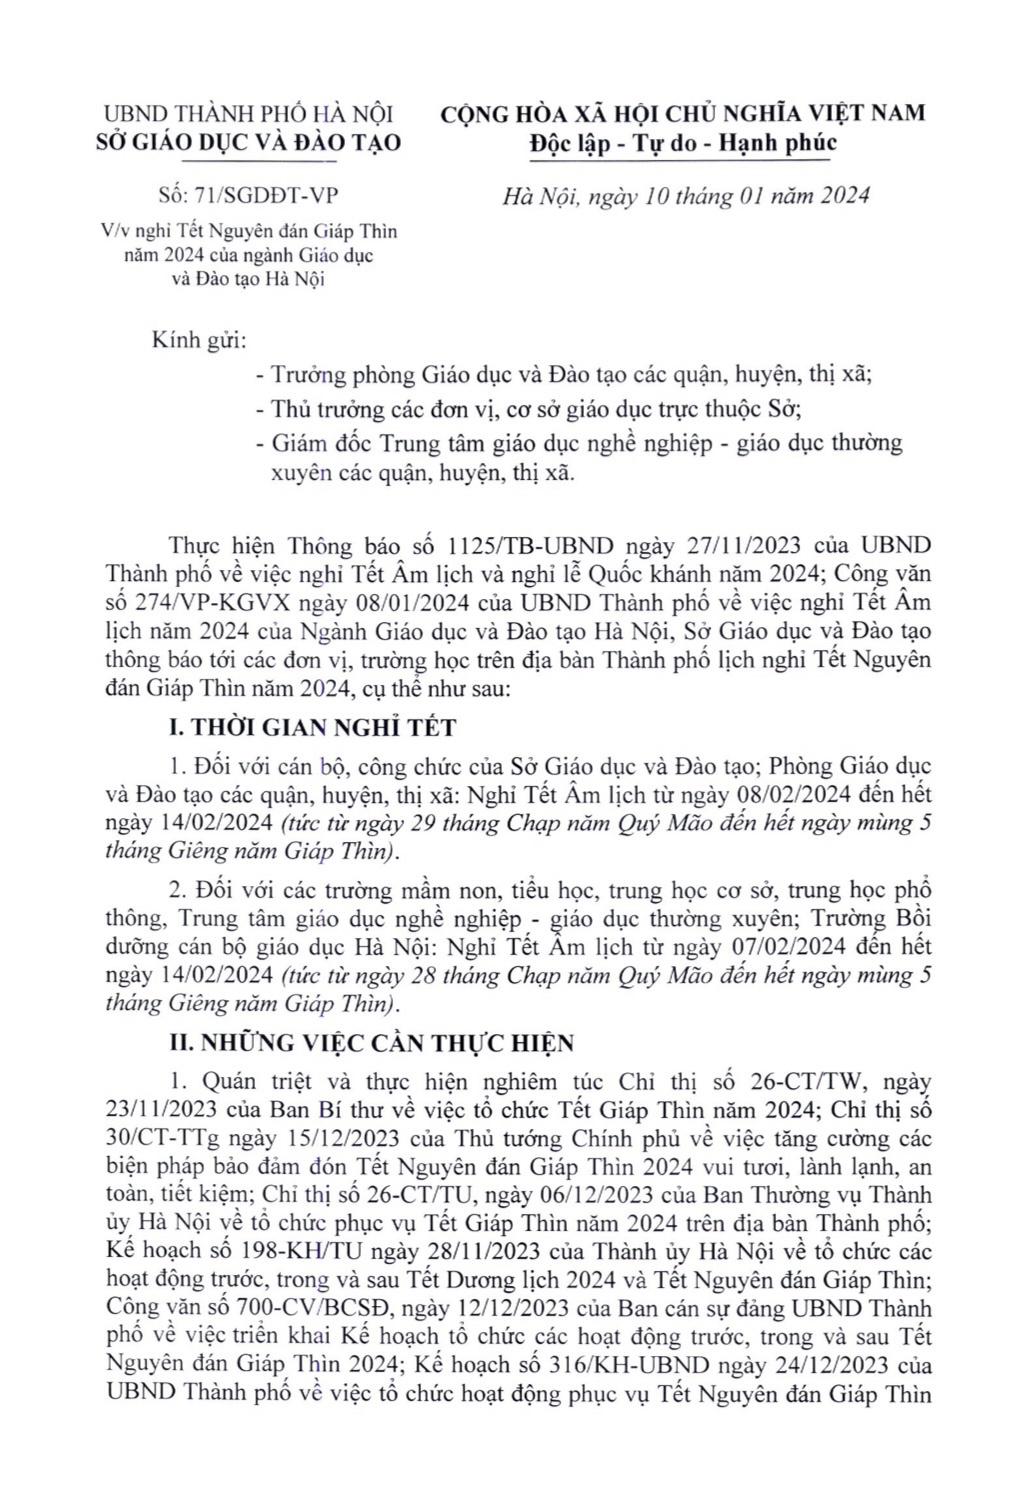 UBND THÀNH PHỐ HÀ NỘI
SỞ GIÁO DỤC VÀ ĐÀO TẠO
CỘNG HÒA XÃ HỘI CHỦ NGHĨA VIỆT NAM
Độc lập - Tự do - Hạnh phúc
Số: 71/SGDĐT-VP
Hà Nội, ngày 10 tháng 01 năm 2024
V/v nghỉ Tết Nguyên đán Giáp Thìn
năm 2024 của ngành Giáo dục
và Đào tạo Hà Nội
Kính gửi:
- Trưởng phòng Giáo dục và Đào tạo các quận, huyện, thị xã;
- Thủ trưởng các đơn vị, cơ sở giáo dục trực thuộc Sở;
- Giám đốc Trung tâm giáo dục nghề nghiệp - giáo dục thường
xuyên các quận, huyện, thị xã.
Thực hiện Thông báo số 1125/TB-UBND ngày 27/11/2023 của UBND
Thành phố về việc nghỉ Tết Âm lịch và nghỉ lễ Quốc khánh năm 2024; Công văn
số 274/VP-KGVX ngày 08/01/2024 của UBND Thành phố về việc nghỉ Tết Âm
lịch năm 2024 của Ngành Giáo dục và Đào tạo Hà Nội, Sở Giáo dục và Đào tạo
thông báo tới các đơn vị, trường học trên địa bàn Thành phố lịch nghỉ Tết Nguyên
đán Giáp Thìn năm 2024, cụ thể như sau:
I. THỜI GIAN NGHỈ TẾT
1. Đối với cán bộ, công chức của Sở Giáo dục và Đào tạo; Phòng Giáo dục
và Đào tạo các quận, huyện, thị xã: Nghỉ Tết Âm lịch từ ngày 08/02/2024 đến hết
ngày 14/02/2024 (tức từ ngày 29 tháng Chạp năm Quý Mão đến hết ngày mùng 5
tháng Giêng năm Giáp Thìn).
2. Đối với các trường mầm non, tiểu học, trung học cơ sở, trung học phổ
thông, Trung tâm giáo dục nghề nghiệp - giáo dục thường xuyên; Trường Bồi
dưỡng cán bộ giáo dục Hà Nội: Nghỉ Tết Âm lịch từ ngày 07/02/2024 đến hết
ngày 14/02/2024 (tức từ ngày 28 tháng Chạp năm Quý Mão đến hết ngày mùng 5
tháng Giêng năm Giáp Thìn).
II. NHỮNG VIỆC CẦN THỰC HIỆN
1. Quán triệt và thực hiện nghiêm túc Chỉ thị số 26-CT/TW, ngày
23/11/2023 của Ban Bí thư về việc tổ chức Tết Giáp Thìn năm 2024; Chỉ thị số
30/CT-TTg ngày 15/12/2023 của Thủ tướng Chính phủ về việc tăng cường các
biện pháp bảo đảm đón Tết Nguyên đán Giáp Thìn 2024 vui tươi, lành lạnh, an
toàn, tiết kiệm; Chỉ thị số 26-CT/TU, ngày 06/12/2023 của Ban Thường vụ Thành
ủy Hà Nội về tổ chức phục vụ Tết Giáp Thìn năm 2024 trên địa bàn Thành phố;
Kế hoạch số 198-KH/TU ngày 28/11/2023 của Thành ủy Hà Nội về tổ chức các
hoạt động trước, trong và sau Tết Dương lịch 2024 và Tết Nguyên đán Giáp Thìn;
Công văn số 700-CV/BCSĐ, ngày 12/12/2023 của Ban cán sự đảng UBND Thành
phố về việc triển khai Kế hoạch tổ chức các hoạt động trước, trong và sau Tết
Nguyên đán Giáp Thìn 2024; Kế hoạch số 316/KH-UBND ngày 24/12/2023 của
UBND Thành phố về việc tổ chức hoạt động phục vụ Tết Nguyên đán Giáp Thìn